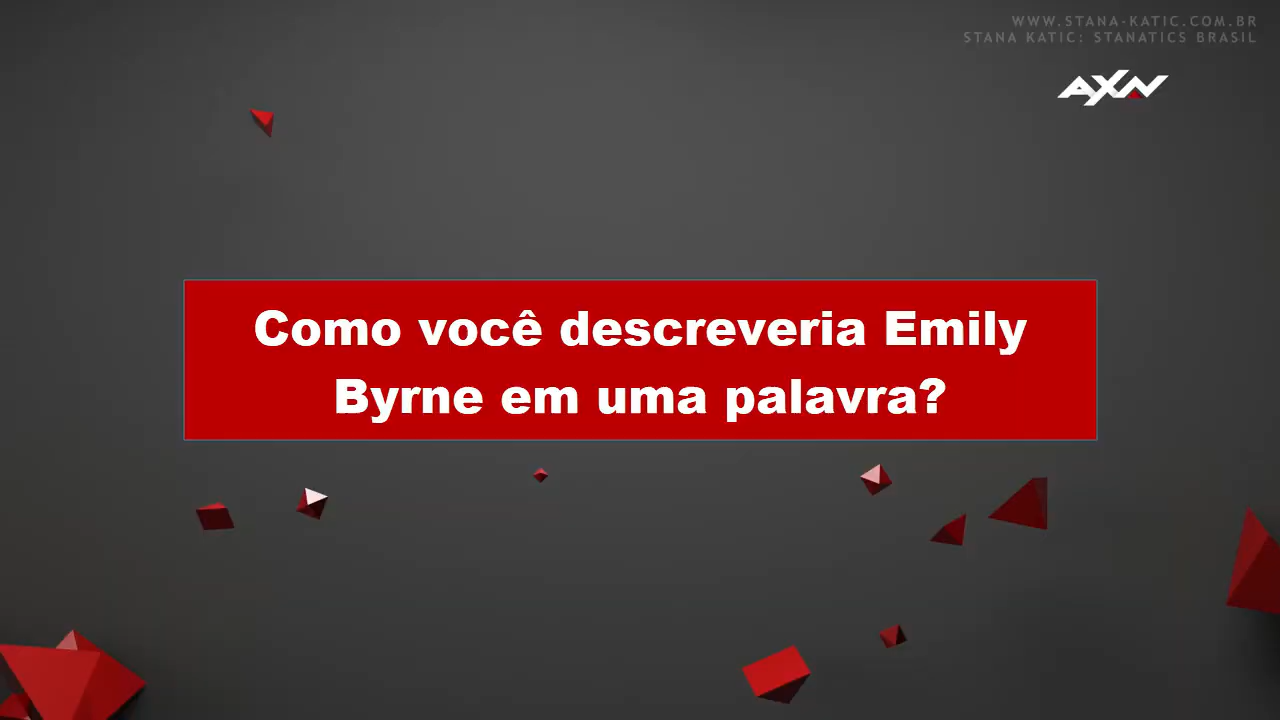 WWW.STANA-KATIC.COM.BR
STANA KATIC: STANATICS BRASIL
AXN
Como você descreveria Emily
Byrne em uma palavra?